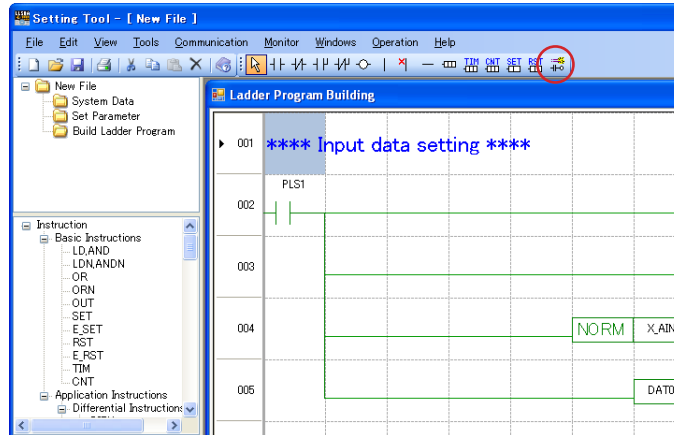 Setting Tool - [ New File ]
File Edit View Tools Communication Monitor Windows Operation Help
TIM CNT SET RST
New File
System Data
Set Parameter
Build Ladder Program
Instruction
Basic Instructions
LD,AND
LDN,ANDN
OR
ORN
OUT
SET
E_SET
RST
E_RST
TIM
CNT
Application Instructions
Differential Instructions
Ladder Program Building
001 **** Input data setting ****
PLS1
002
003
004 NORM X_AIN
005 DAT0